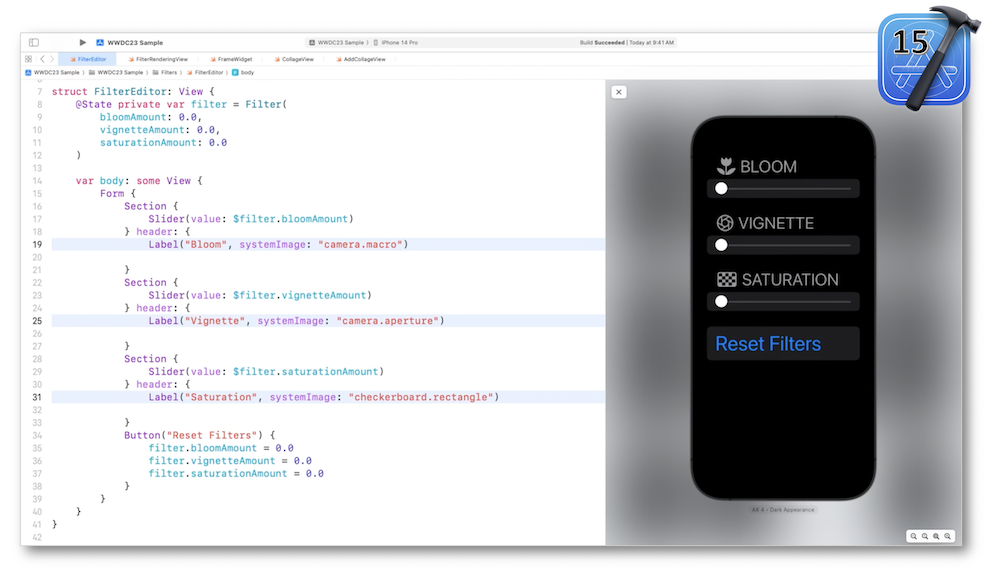 15
WWDC23 Sample
WWDC23 Sample 〉 iPhone 14 Pro
Build Succeeded | Today at 9:41 AM
FilterEditor
FilterRenderingView
FrameWidget
CollageView
AddCollageView
WWDC23 Sample 〉 WWDC23 Sample 〉 Filters 〉 FilterEditor 〉 body
7 struct FilterEditor: View {
8 @State private var filter = Filter(
9 bloomAmount: 0.0,
10 vignetteAmount: 0.0,
11 saturationAmount: 0.0
12 )
13
14 var body: some View {
15 Form {
16 Section {
17 Slider(value: $filter.bloomAmount)
18 } header: {
19 Label("Bloom", systemImage: "camera.macro")
20
21 }
22 Section {
23 Slider(value: $filter.vignetteAmount)
24 } header: {
25 Label("Vignette", systemImage: "camera.aperture")
26
27 }
28 Section {
29 Slider(value: $filter.saturationAmount)
30 } header: {
31 Label("Saturation", systemImage: "checkerboard.rectangle")
32
33 }
34 Button("Reset Filters") {
35 filter.bloomAmount = 0.0
36 filter.vignetteAmount = 0.0
37 filter.saturationAmount = 0.0
38 }
39 }
40 }
41 }
42
BLOOM
VIGNETTE
SATURATION
Reset Filters
AX 4 - Dark Appearance